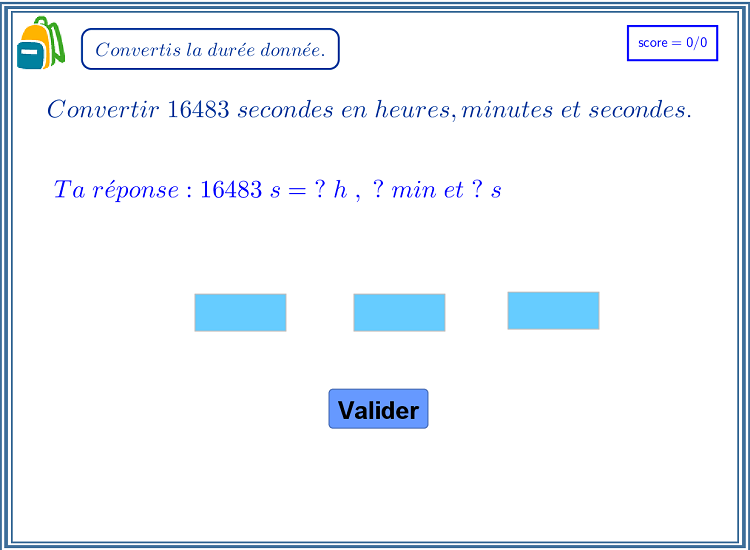 Convertis la durée donnée.
score = 0/0
Convertir 16483 secondes en heures, minutes et secondes.
Ta réponse : 16483 s = ? h , ? min et ? s
Valider